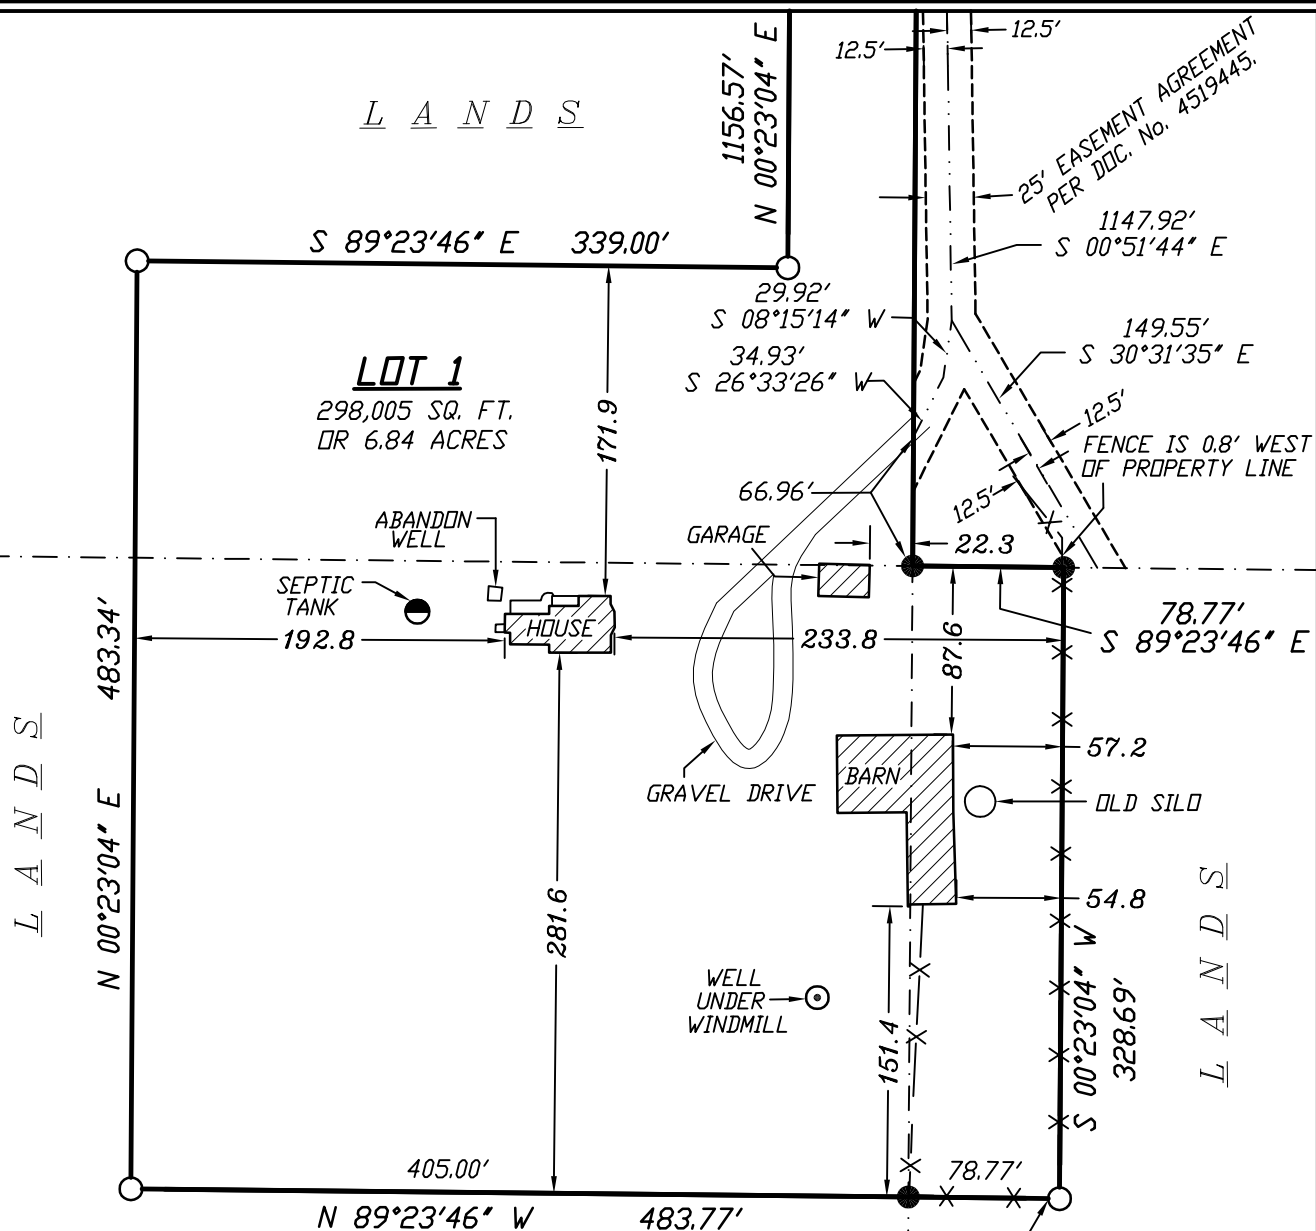 12.5'
12.5'
25' EASEMENT AGREEMENT
PER DOC. No. 4519445.
1156.57'
N 00°23'04" E
L A N D S
1147.92'
S 00°51'44" E
S 89°23'46" E 339.00'
29.92'
S 08°15'14" W
149.55'
S 30°31'35" E
34.93'
S 26°33'26" W
LOT 1
298,005 SQ. FT.
OR 6.84 ACRES
171.9
12.5'
FENCE IS 0.8' WEST
OF PROPERTY LINE
66.96'
12.5'
ABANDON
WELL
GARAGE
22.3
SEPTIC
TANK
HOUSE
192.8
233.8
87.6
78.77'
S 89°23'46" E
483.34'
N 00°23'04" E
L A N D S
57.2
BARN
GRAVEL DRIVE
OLD SILO
281.6
54.8
L A N D S
S 00°23'04" W
328.69'
WELL
UNDER
WINDMILL
151.4
405.00'
78.77'
N 89°23'46" W 483.77'